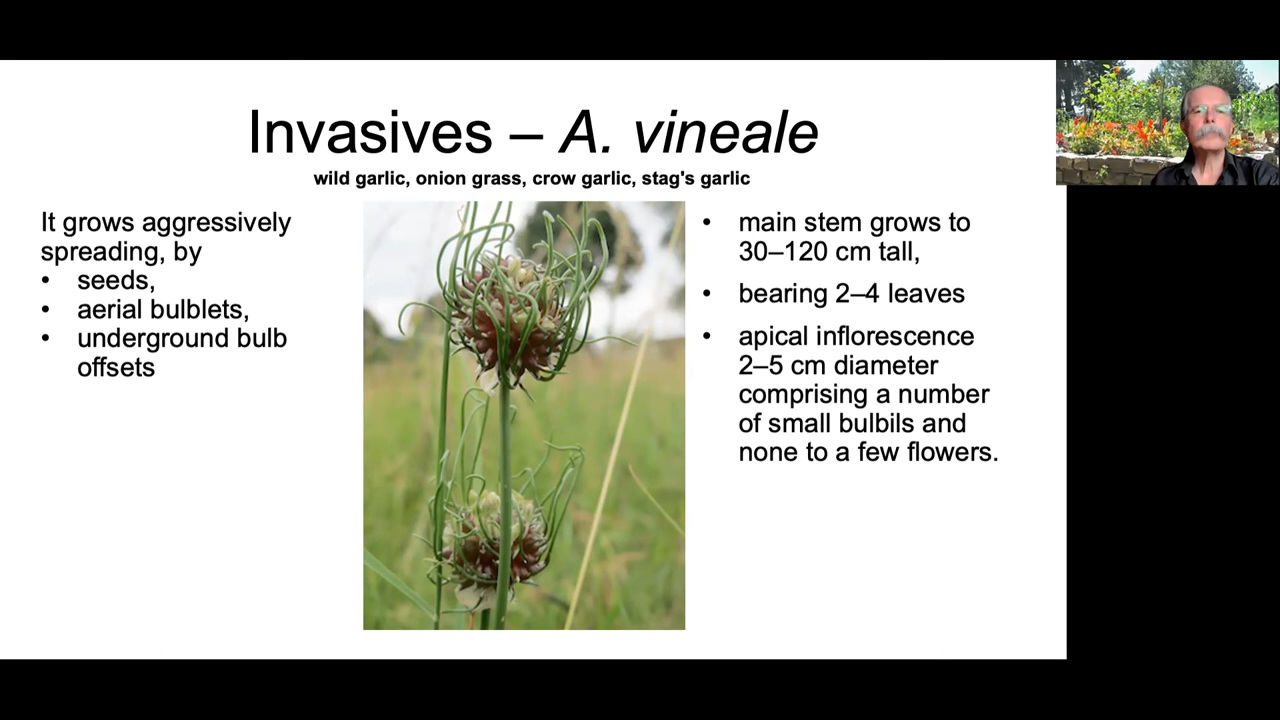 Invasives – A. vineale
wild garlic, onion grass, crow garlic, stag's garlic
It grows aggressively
spreading, by
• seeds,
• aerial bulblets,
• underground bulb
offsets
• main stem grows to
30–120 cm tall,
• bearing 2–4 leaves
• apical inflorescence
2–5 cm diameter
comprising a number
of small bulbils and
none to a few flowers.